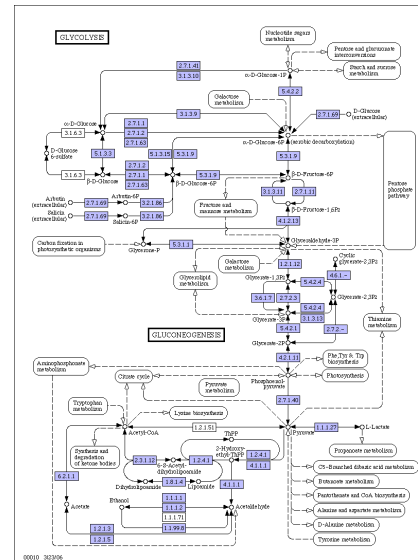 GLYCOLYSIS
Nucleotide sugars
metabolism
Pentose and glucuronate
interconversions
Starch and sucrose
metabolism
α-D-Glucose-1P
2.7.1.41
3.1.3.10
5.4.2.2
Galactose
metabolism
3.1.3.9
2.7.1.69
D-Glucose
(extracellular)
α-D-Glucose
3.1.6.3
2.7.1.1
2.7.1.2
2.7.1.63
α-D-Glucose-6P
(aerobic decarboxylation)
D-Glucose
6-sulfate
5.1.3.3
5.1.3.15
5.3.1.9
5.3.1.9
3.1.6.3
2.7.1.2
2.7.1.1
2.7.1.63
β-D-Glucose
β-D-Glucose-6P
5.3.1.9
β-D-Fructose-6P
Pentose
phosphate
pathway
3.1.3.11
2.7.1.11
Arbutin
(extracellular)
2.7.1.69
Arbutin-6P
3.2.1.86
Salicin
(extracellular)
2.7.1.69
Salicin-6P
3.2.1.86
Fructose and
mannose metabolism
β-D-Fructose-1,6P2
4.1.2.13
Carbon fixation in
photosynthetic organisms
5.3.1.1
Glycerone-P
Glyceraldehyde-3P
Galactose
metabolism
1.2.1.12
Cyclic
glycerate-2,3P2
Glycerolipid
metabolism
Glycerate-1,3P2
5.4.2.4
4.6.1.-
3.6.1.7
2.7.2.3
Glycerate-2,3P2
5.4.2.4
3.1.3.13
Thiamine
metabolism
Glycerate-3P
GLUCONEOGENESIS
5.4.2.1
2.7.2.-
Glycerate-2P
4.2.1.11
Phe,Tyr & Trp
biosynthesis
Photosynthesis
Aminophosphonate
metabolism
Citrate cycle
Phosphoenol-
pyruvate
Pyruvate
metabolism
2.7.1.40
Tryptophan
metabolism
Lysine biosynthesis
Acetyl-CoA
1.2.7.1
Pyruvate
1.1.1.27
L-Lactate
ThPP
Propanoate metabolism
Synthesis and
degradation
of ketone bodies
2.3.1.12
6-S-Acetyl-
dihydrolipoamide
1.2.4.1
2-Hydroxy-
ethyl-ThPP
1.2.4.1
4.1.1.1
C5-Branched dibasic acid metabolism
Dihydrolipoamide
1.8.1.4
Lipoamide
4.1.1.1
Butanoate metabolism
6.2.1.1
Pantothenate and CoA biosynthesis
Ethanol
1.1.1.1
1.1.1.2
1.1.1.71
1.1.99.8
Acetate
Acetaldehyde
Alanine and aspartate metabolism
D-Alanine metabolism
1.2.1.3
1.2.1.5
Tyrosine metabolism
00010 3/23/06